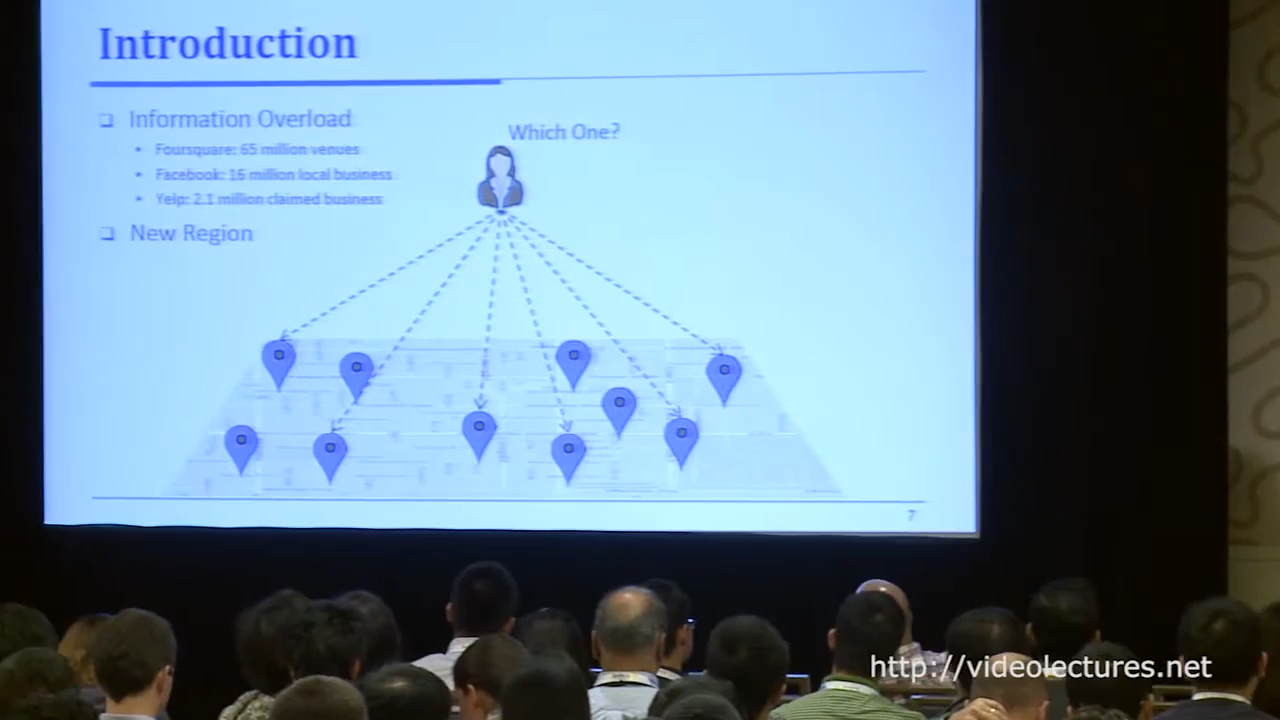 Introduction
Information Overload
Foursquare: 65 million venues
Facebook: 16 million local business
Yelp: 2.1 million claimed business
New Region
Which One?
7
http://videolectures.net